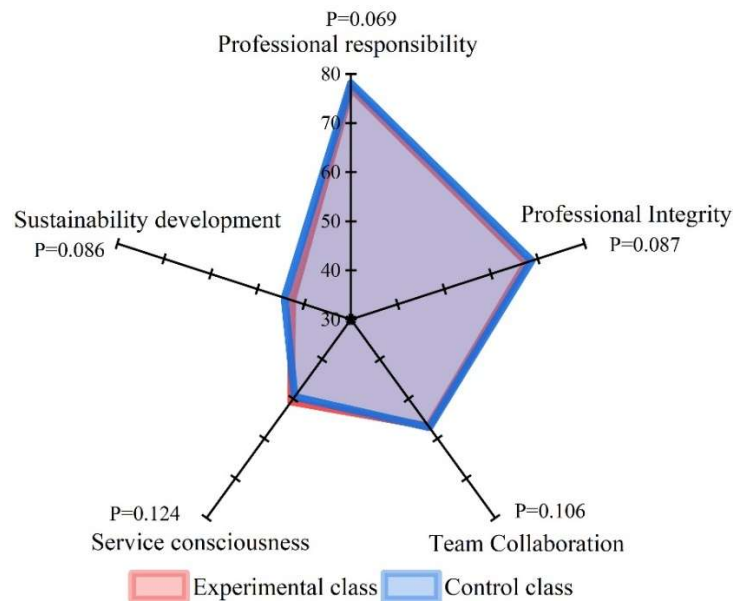 P=0.069
Professional responsibility
80
70
60
50
40
30
Professional Integrity
P=0.087
Sustainability development
P=0.086
P=0.124
Service consciousness
P=0.106
Team Collaboration
Experimental class
Control class